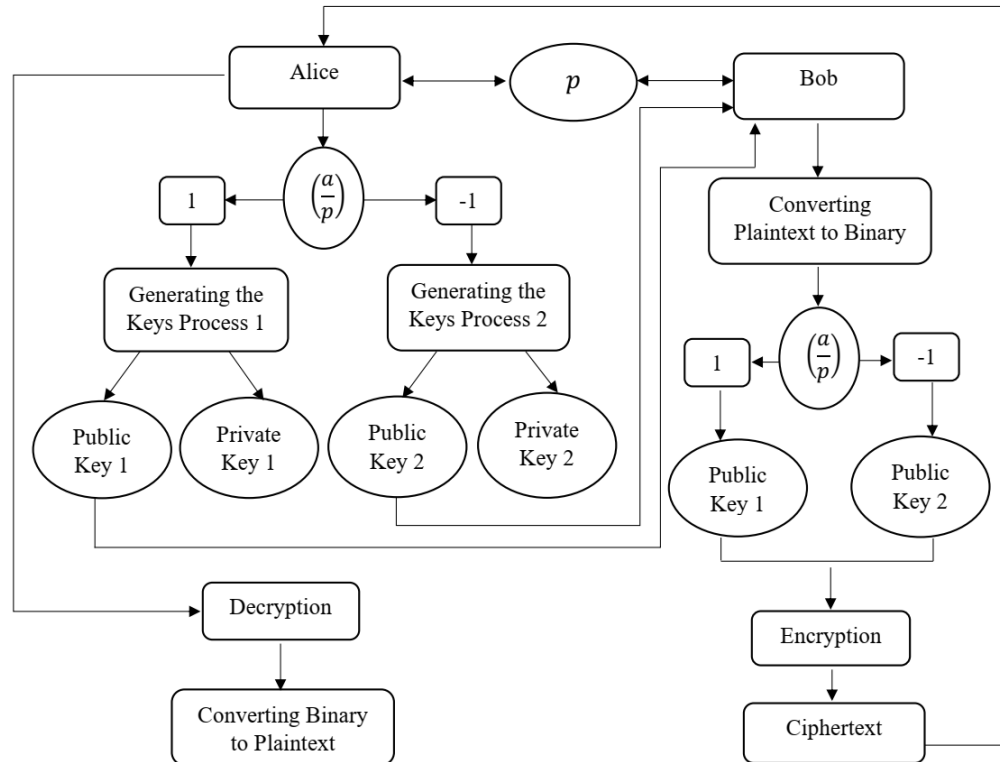 Alice
p
Bob
1
(a/p)
-1
Converting
Plaintext to Binary
Generating the
Keys Process 1
Generating the
Keys Process 2
1
(a/p)
-1
Public
Key 1
Private
Key 1
Public
Key 2
Private
Key 2
Public
Key 1
Public
Key 2
Decryption
Encryption
Converting Binary
to Plaintext
Ciphertext